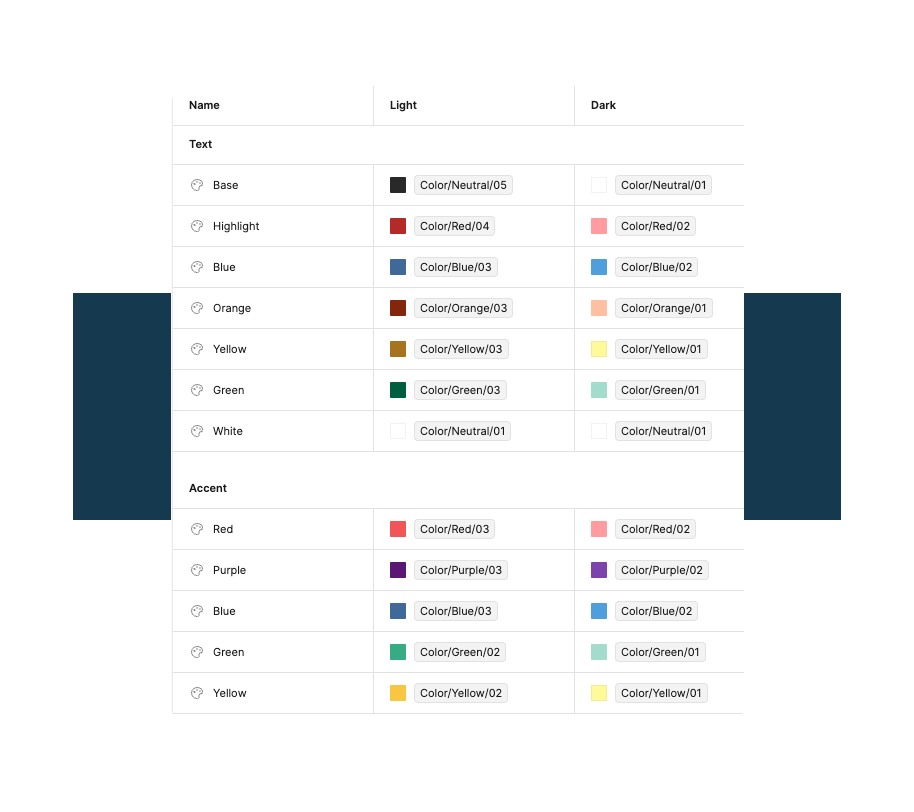 Name Light Dark
Text
Base Color/Neutral/05 Color/Neutral/01
Highlight Color/Red/04 Color/Red/02
Blue Color/Blue/03 Color/Blue/02
Orange Color/Orange/03 Color/Orange/01
Yellow Color/Yellow/03 Color/Yellow/01
Green Color/Green/03 Color/Green/01
White Color/Neutral/01 Color/Neutral/01
Accent
Red Color/Red/03 Color/Red/02
Purple Color/Purple/03 Color/Purple/02
Blue Color/Blue/03 Color/Blue/02
Green Color/Green/02 Color/Green/01
Yellow Color/Yellow/02 Color/Yellow/01